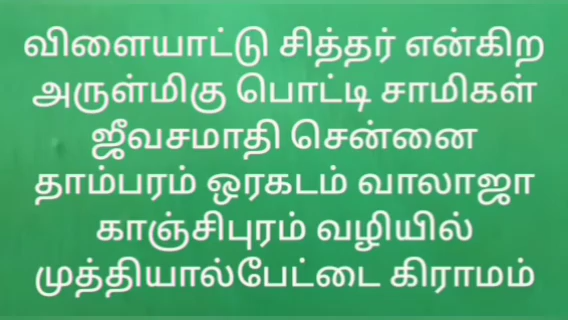 விளையாட்டு சித்தர் என்கிற
அருள்மிகு பொட்டி சாமிகள்
ஜீவசமாதி சென்னை
தாம்பரம் ஒரகடம் வாலாஜா
காஞ்சிபுரம் வழியில்
முத்தியால்பேட்டை கிராமம்